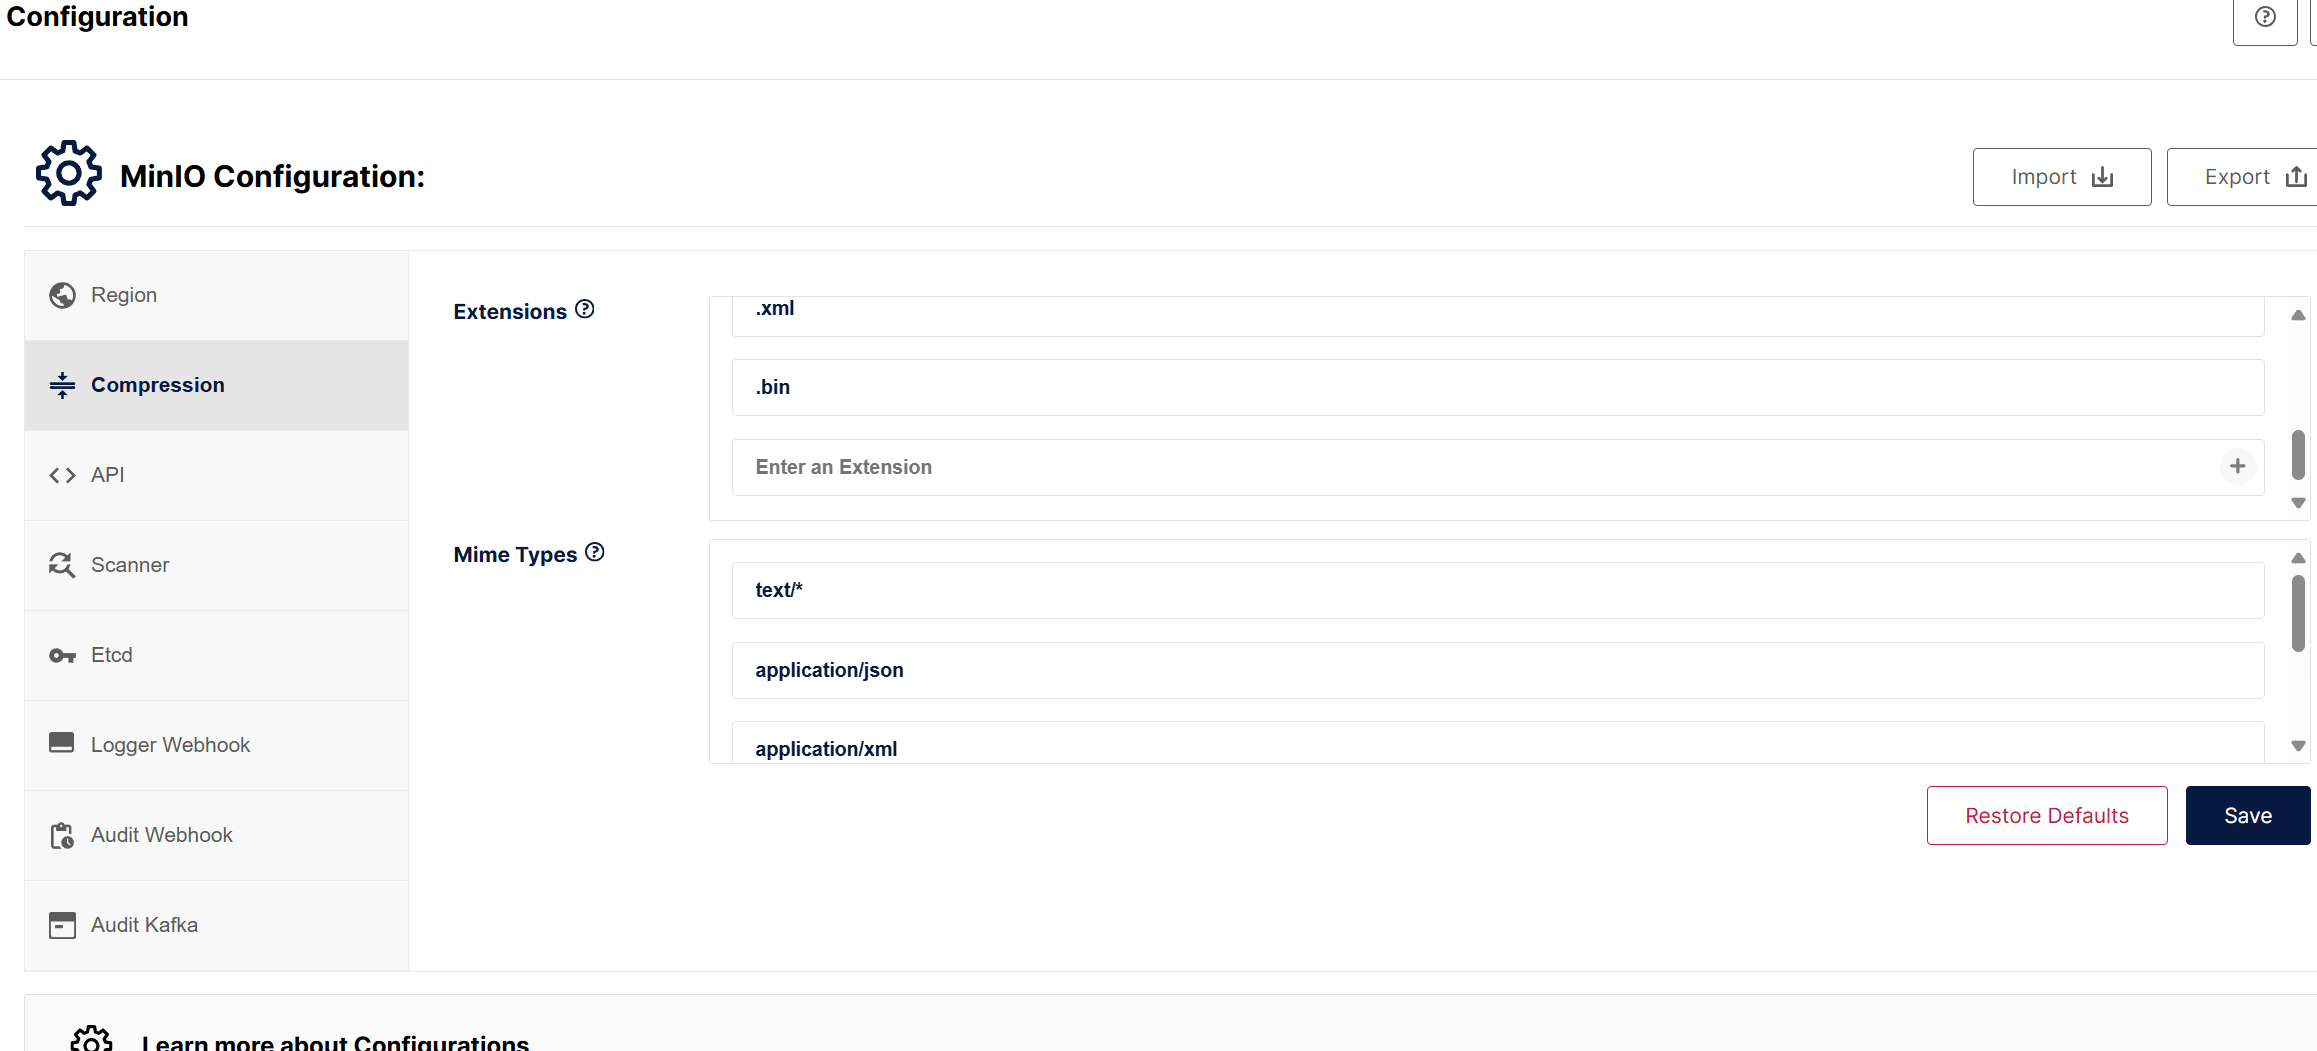 Configuration
MinIO Configuration:
Import
Export
Region
Compression
API
Scanner
Etcd
Logger Webhook
Audit Webhook
Audit Kafka
Extensions
.xml
.bin
Enter an Extension
Mime Types
text/*
application/json
application/xml
Restore Defaults
Save
Learn more about Configurations